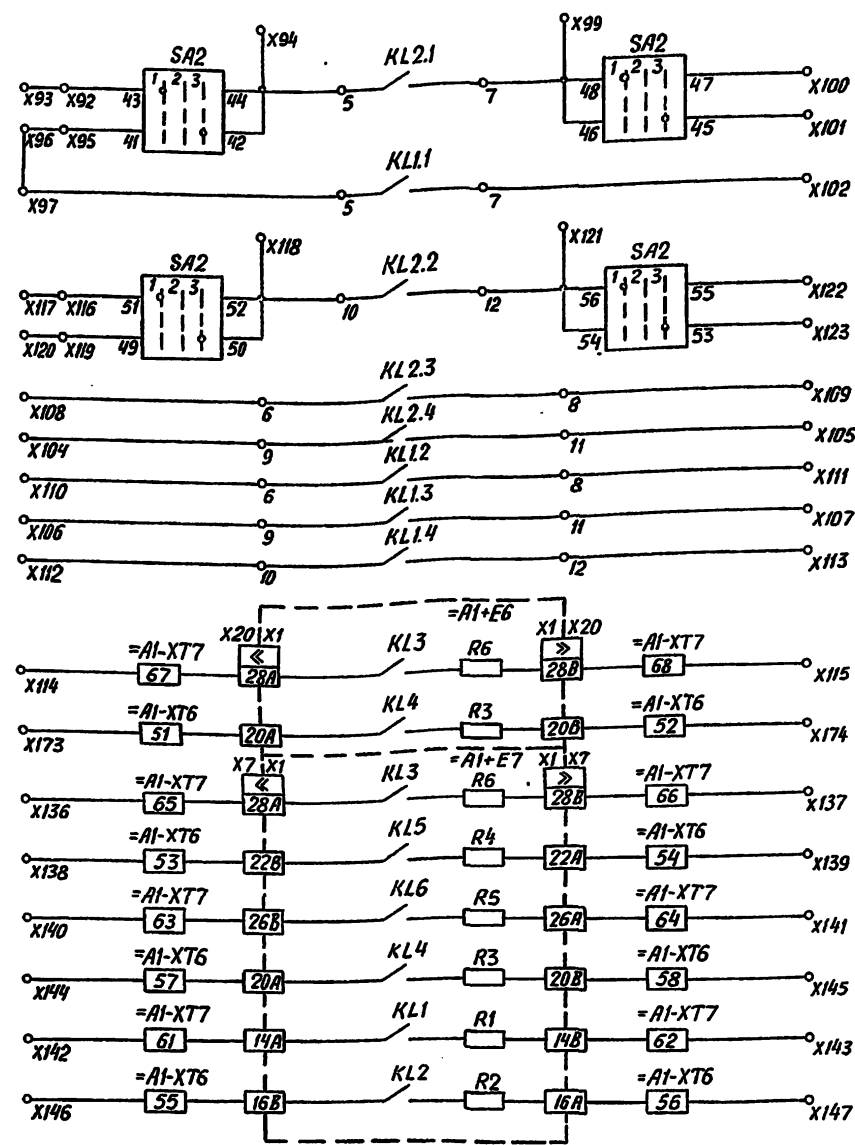 X94 KL2.1 X99
SA2 SA2
1 2 3 1 2 3
X93 X92 43 44 5 7 48 47 X100
X96 X95 41 42 46 45 X101
KL1.1
X97 5 7 X102
X118 X121
SA2 KL2.2 SA2
1 2 3 1 2 3
X117 X116 51 52 10 12 56 55 X122
X120 X119 49 50 54 53 X123
KL2.3
X108 6 8 X109
KL2.4
X104 9 11 X105
KL1.2
X110 6 8 X111
KL1.3
X106 9 11 X107
KL1.4
X112 10 12 X113
=A1+E6
X20 X1 X1 X20
=A1-XT7 « KL3 R6 » =A1-XT7
X114 67 28A 28B 68 X115
=A1-XT6 KL4 R3 =A1-XT6
X173 51 20A 20B 52 X174
=A1+E7
X7 X1 X1 X7
=A1-XT7 « KL3 R6 » =A1-XT7
X136 65 28A 28B 66 X137
=A1-XT6 KL5 R4 =A1-XT6
X138 53 22B 22A 54 X139
=A1-XT7 KL6 R5 =A1-XT7
X140 63 26B 26A 64 X141
=A1-XT6 KL4 R3 =A1-XT6
X144 57 20A 20B 58 X145
=A1-XT7 KL1 R1 =A1-XT7
X142 61 14A 14B 62 X143
=A1-XT6 KL2 R2 =A1-XT6
X146 55 16B 16A 56 X147